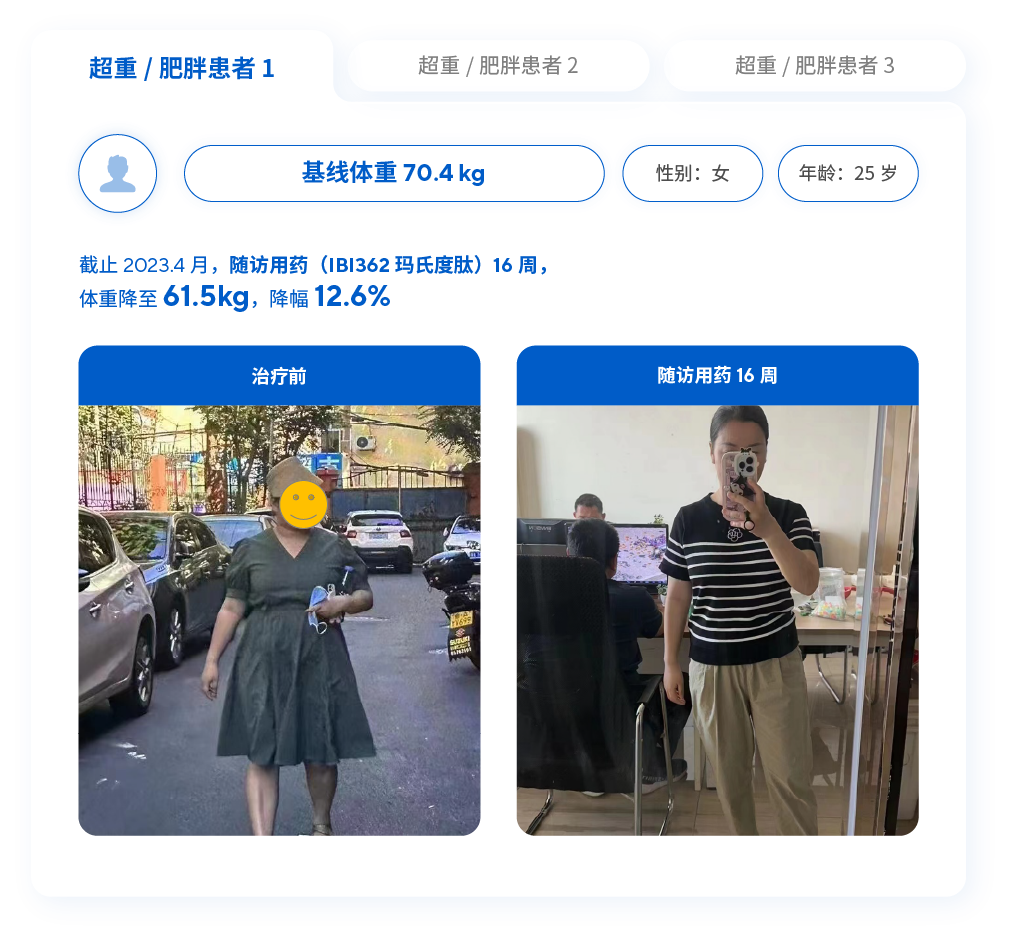 超重 / 肥胖患者 1
超重 / 肥胖患者 2
超重 / 肥胖患者 3
基线体重 70.4 kg
性别：女
年龄：25 岁
截止 2023.4 月，随访用药（IBI362 玛氏度肽）16 周，
体重降至 61.5kg，降幅 12.6%
治疗前
随访用药 16 周